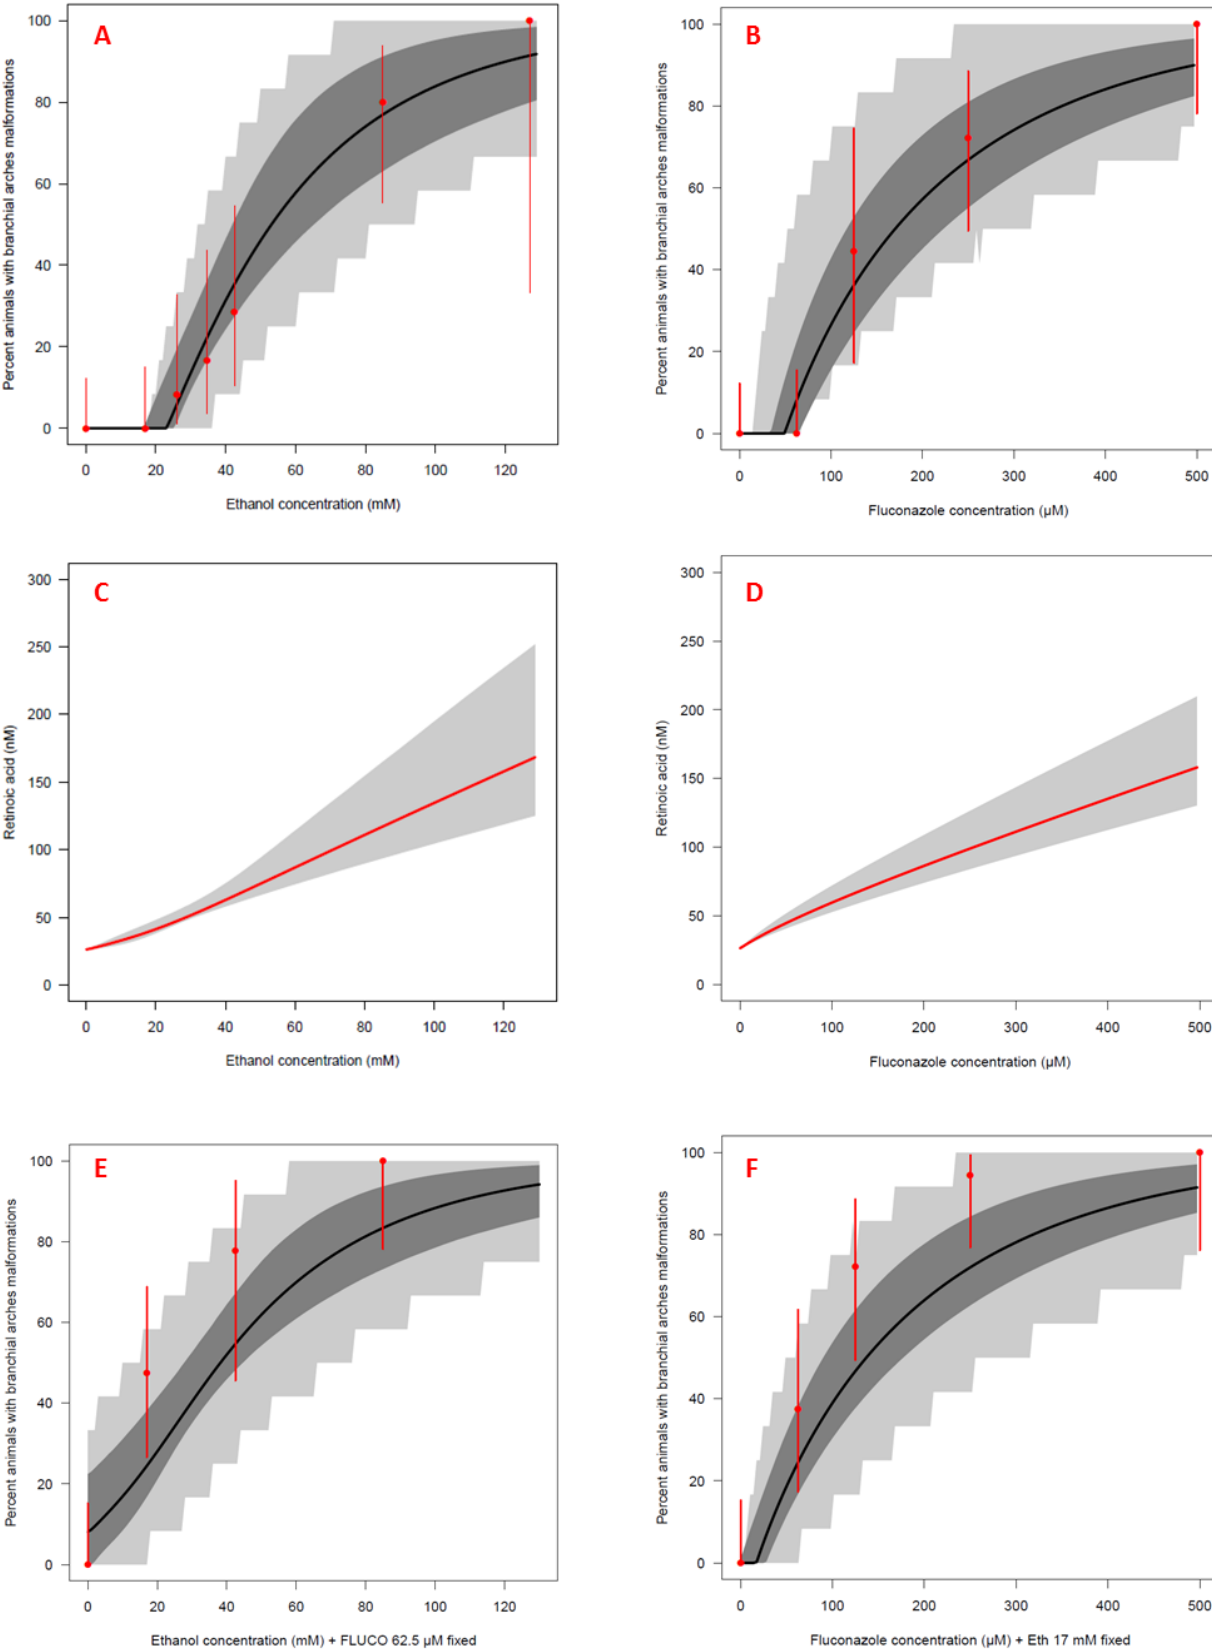 A
Percent animals with branchial arches malformations
100
80
60
40
20
0
0 20 40 60 80 100 120
Ethanol concentration (mM)
B
Percent animals with branchial arches malformations
100
80
60
40
20
0
0 100 200 300 400 500
Fluconazole concentration (µM)
C
Retinoic acid (nM)
300
250
200
150
100
50
0
0 20 40 60 80 100 120
Ethanol concentration (mM)
D
Retinoic acid (nM)
300
250
200
150
100
50
0
0 100 200 300 400 500
Fluconazole concentration (µM)
E
Percent animals with branchial arches malformations
100
80
60
40
20
0
0 20 40 60 80 100 120
Ethanol concentration (mM) + FLUCO 62.5 µM fixed
F
Percent animals with branchial arches malformations
100
80
60
40
20
0
0 100 200 300 400 500
Fluconazole concentration (µM) + Eth 17 mM fixed